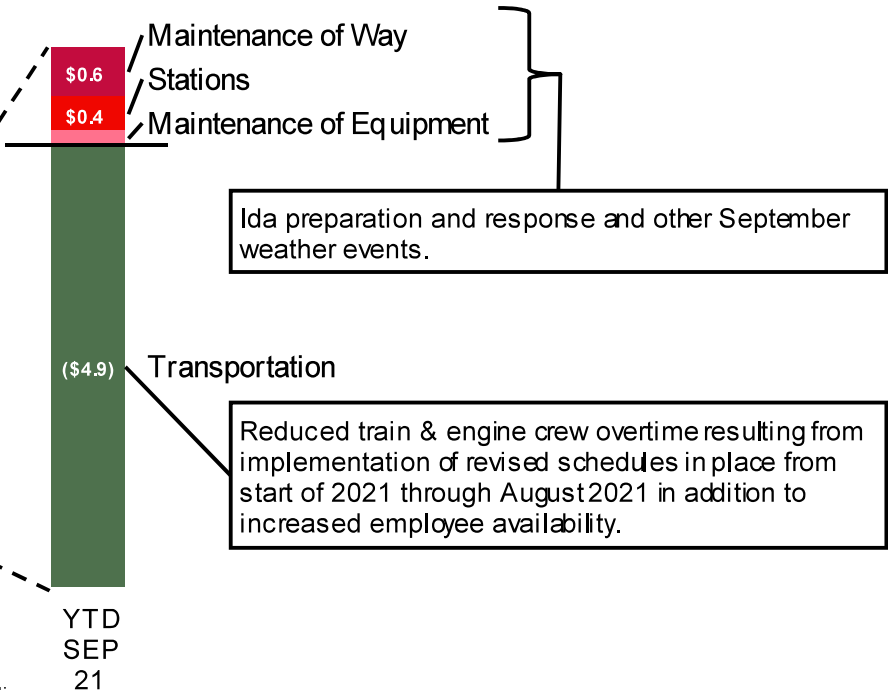 Maintenance of Way
$0.6
Stations
$0.4
Maintenance of Equipment
Ida preparation and response and other September
weather events.
($4.9)
Transportation
Reduced train & engine crew overtime resulting from
implementation of revised schedules in place from
start of 2021 through August 2021 in addition to
increased employee availability.
YTD
SEP
21